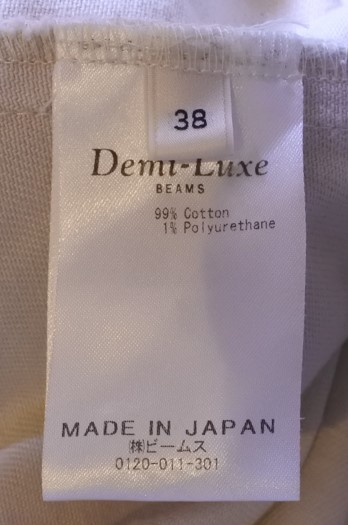 38
Demi-Luxe
BEAMS
99% Cotton
1% Polyurethane
MADE IN JAPAN
㈱ビームス
0120-011-301